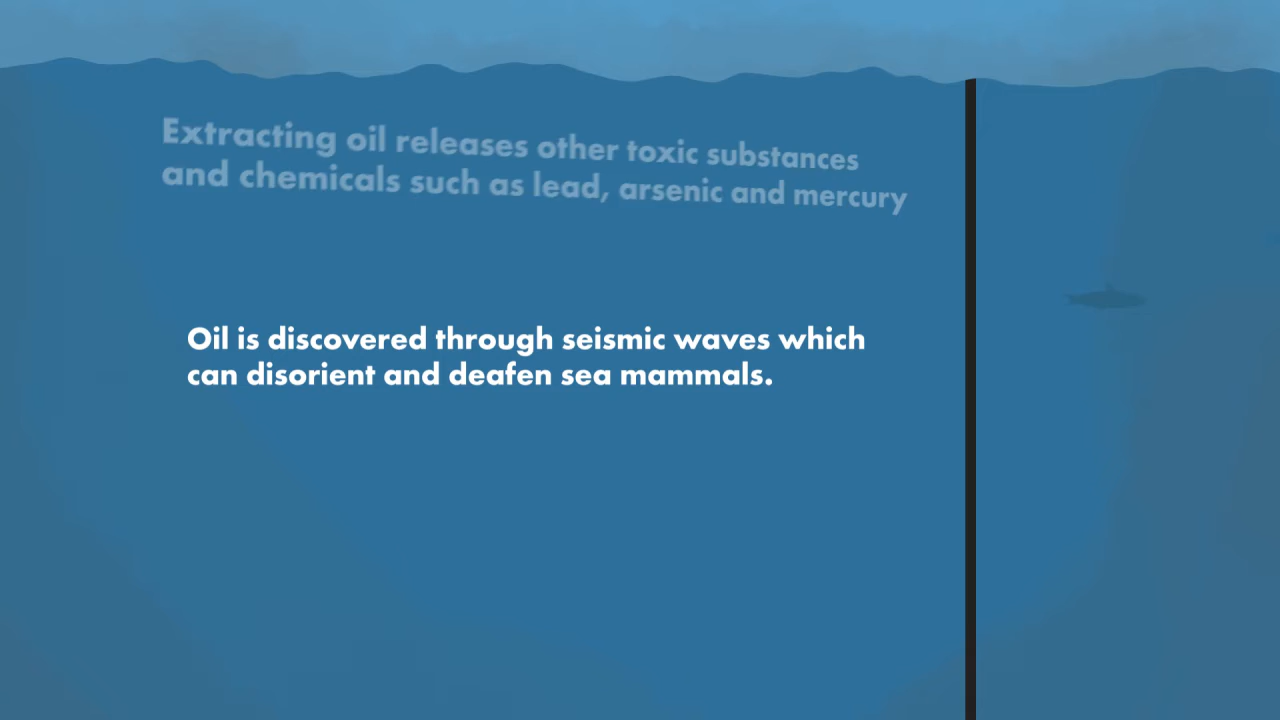 Extracting oil releases other toxic substances
and chemicals such as lead, arsenic and mercury
Oil is discovered through seismic waves which
can disorient and deafen sea mammals.